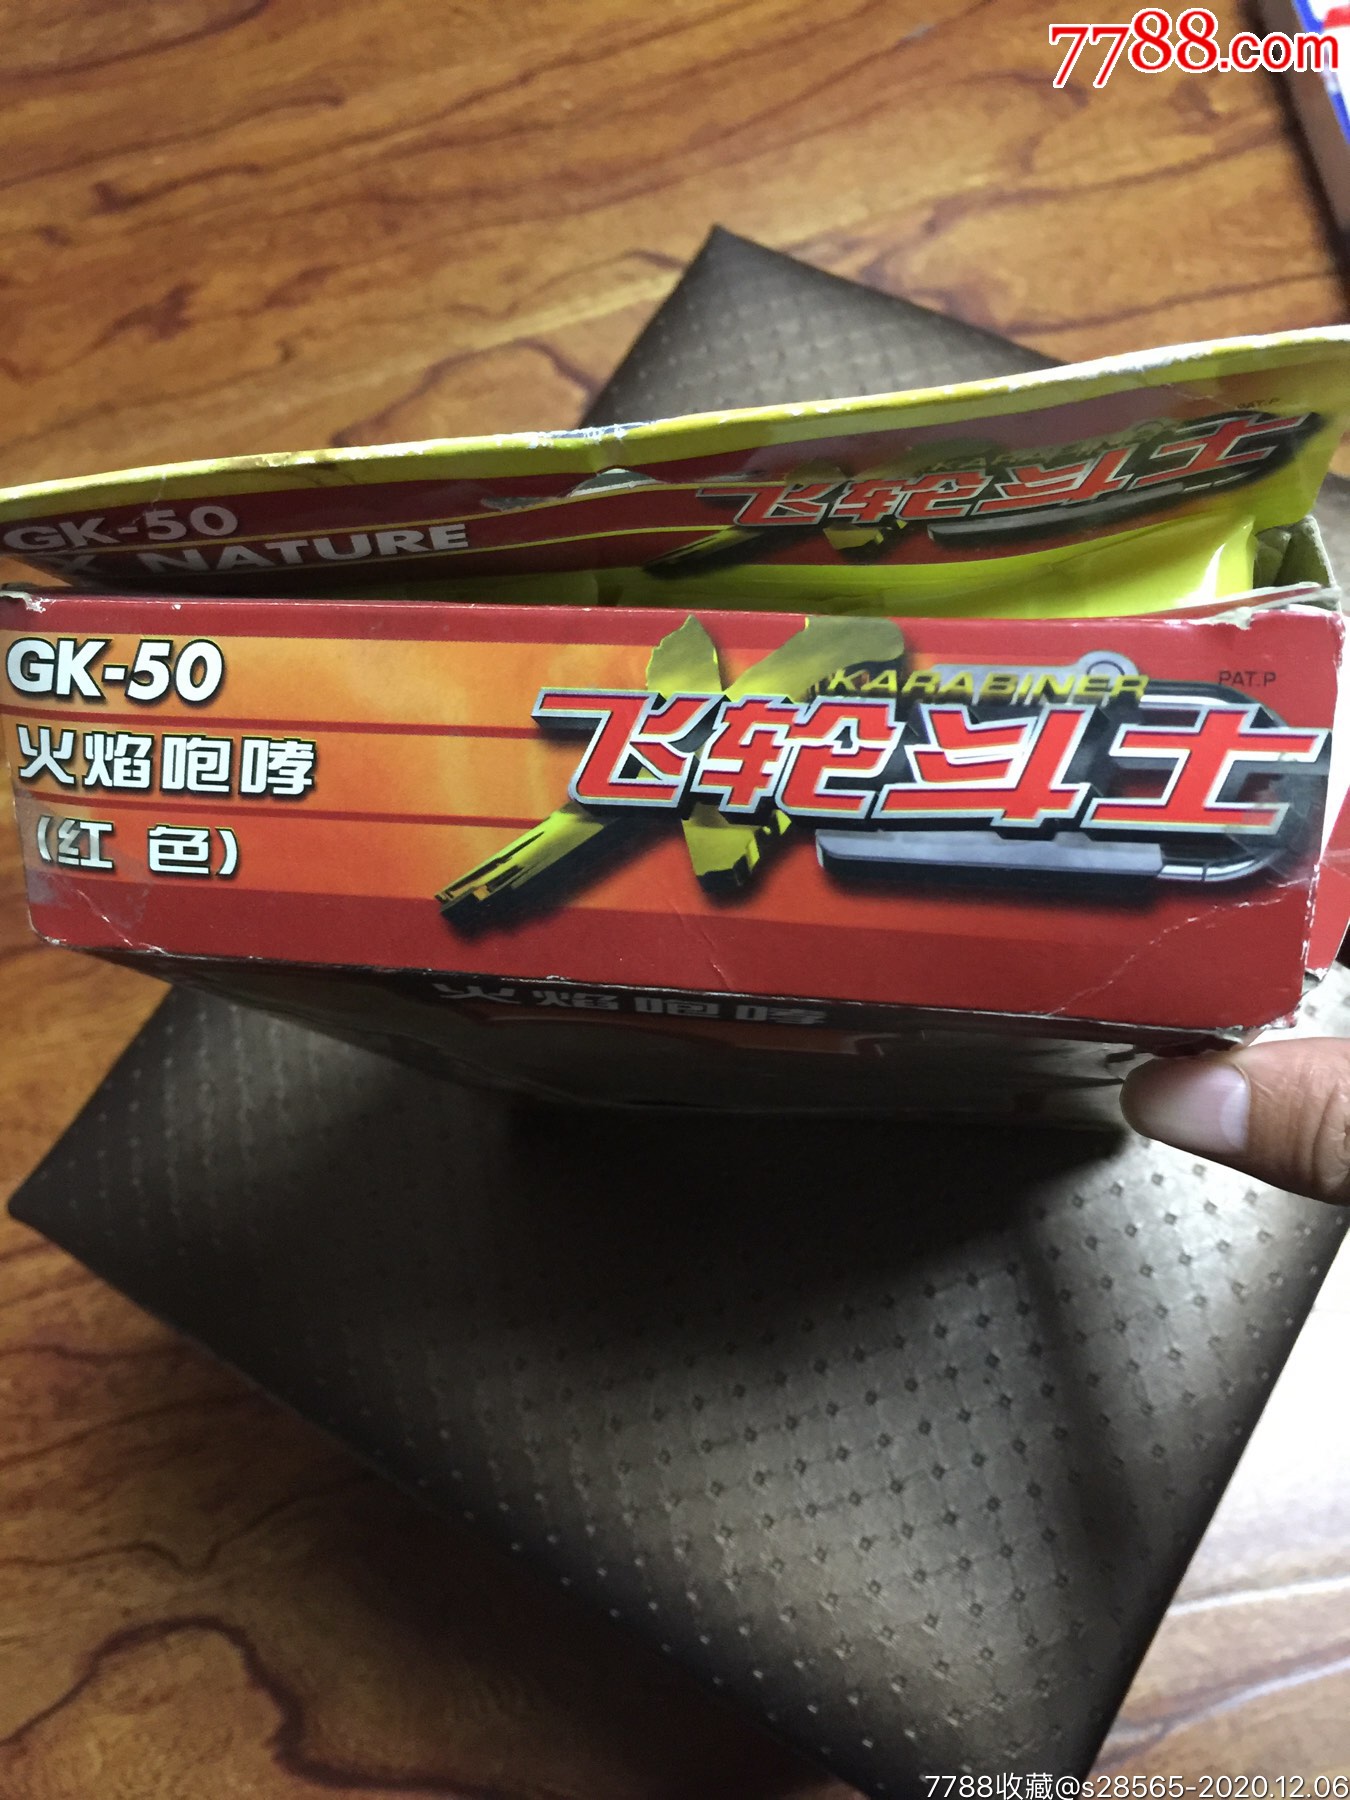 7788.com
PAT.P
GK-50
X NATURE
KARABINER
飞轮斗士
GK-50
火焰咆哮
(红 色)
X KARABINER
飞轮斗士
PAT.P
火焰咆哮
7788收藏@s28565-2020.12.06